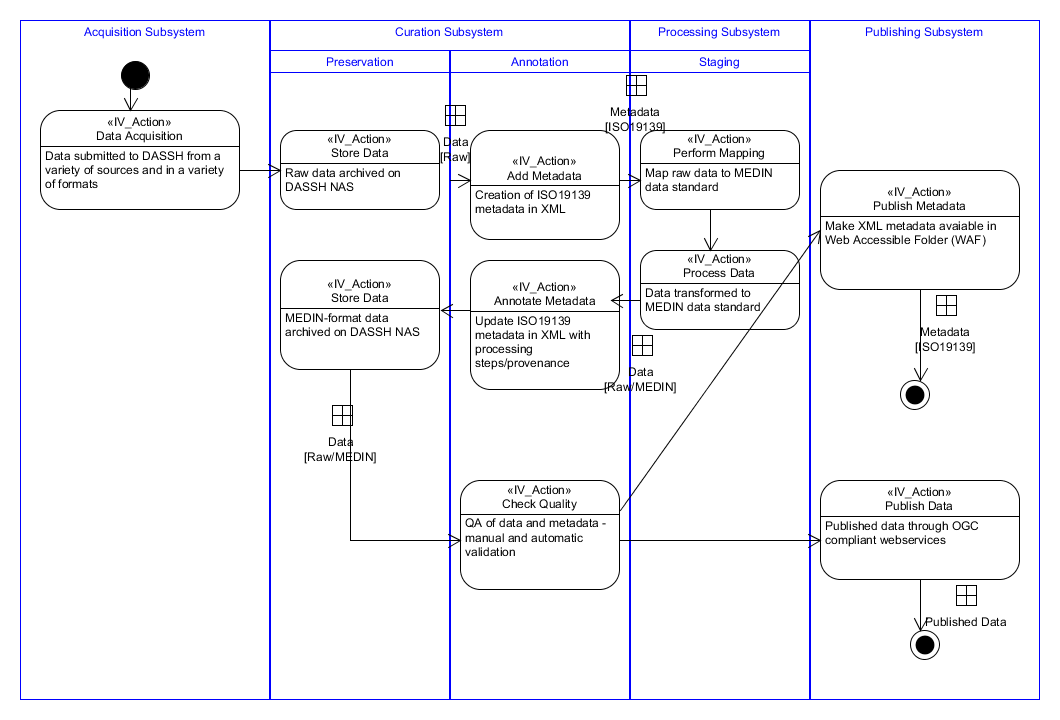 Acquisition Subsystem
Curation Subsystem
Processing Subsystem
Publishing Subsystem
Preservation
Annotation
Staging
«IV_Action»
Data Acquisition
Data submitted to DASSH from a
variety of sources and in a variety
of formats
«IV_Action»
Store Data
Raw data archived on
DASSH NAS
Data
[Raw]
«IV_Action»
Add Metadata
Creation of ISO19139
metadata in XML
Metadata
[ISO19139]
«IV_Action»
Perform Mapping
Map raw data to MEDIN
data standard
«IV_Action»
Process Data
Data transformed to
MEDIN data standard
Data
[Raw/MEDIN]
«IV_Action»
Annotate Metadata
Update ISO19139
metadata in XML with
processing
steps/provenance
«IV_Action»
Store Data
MEDIN-format data
archived on DASSH NAS
Data
[Raw/MEDIN]
«IV_Action»
Check Quality
QA of data and metadata -
manual and automatic
validation
«IV_Action»
Publish Metadata
Make XML metadata avaiable in
Web Accessible Folder (WAF)
Metadata
[ISO19139]
«IV_Action»
Publish Data
Published data through OGC
compliant webservices
Published Data